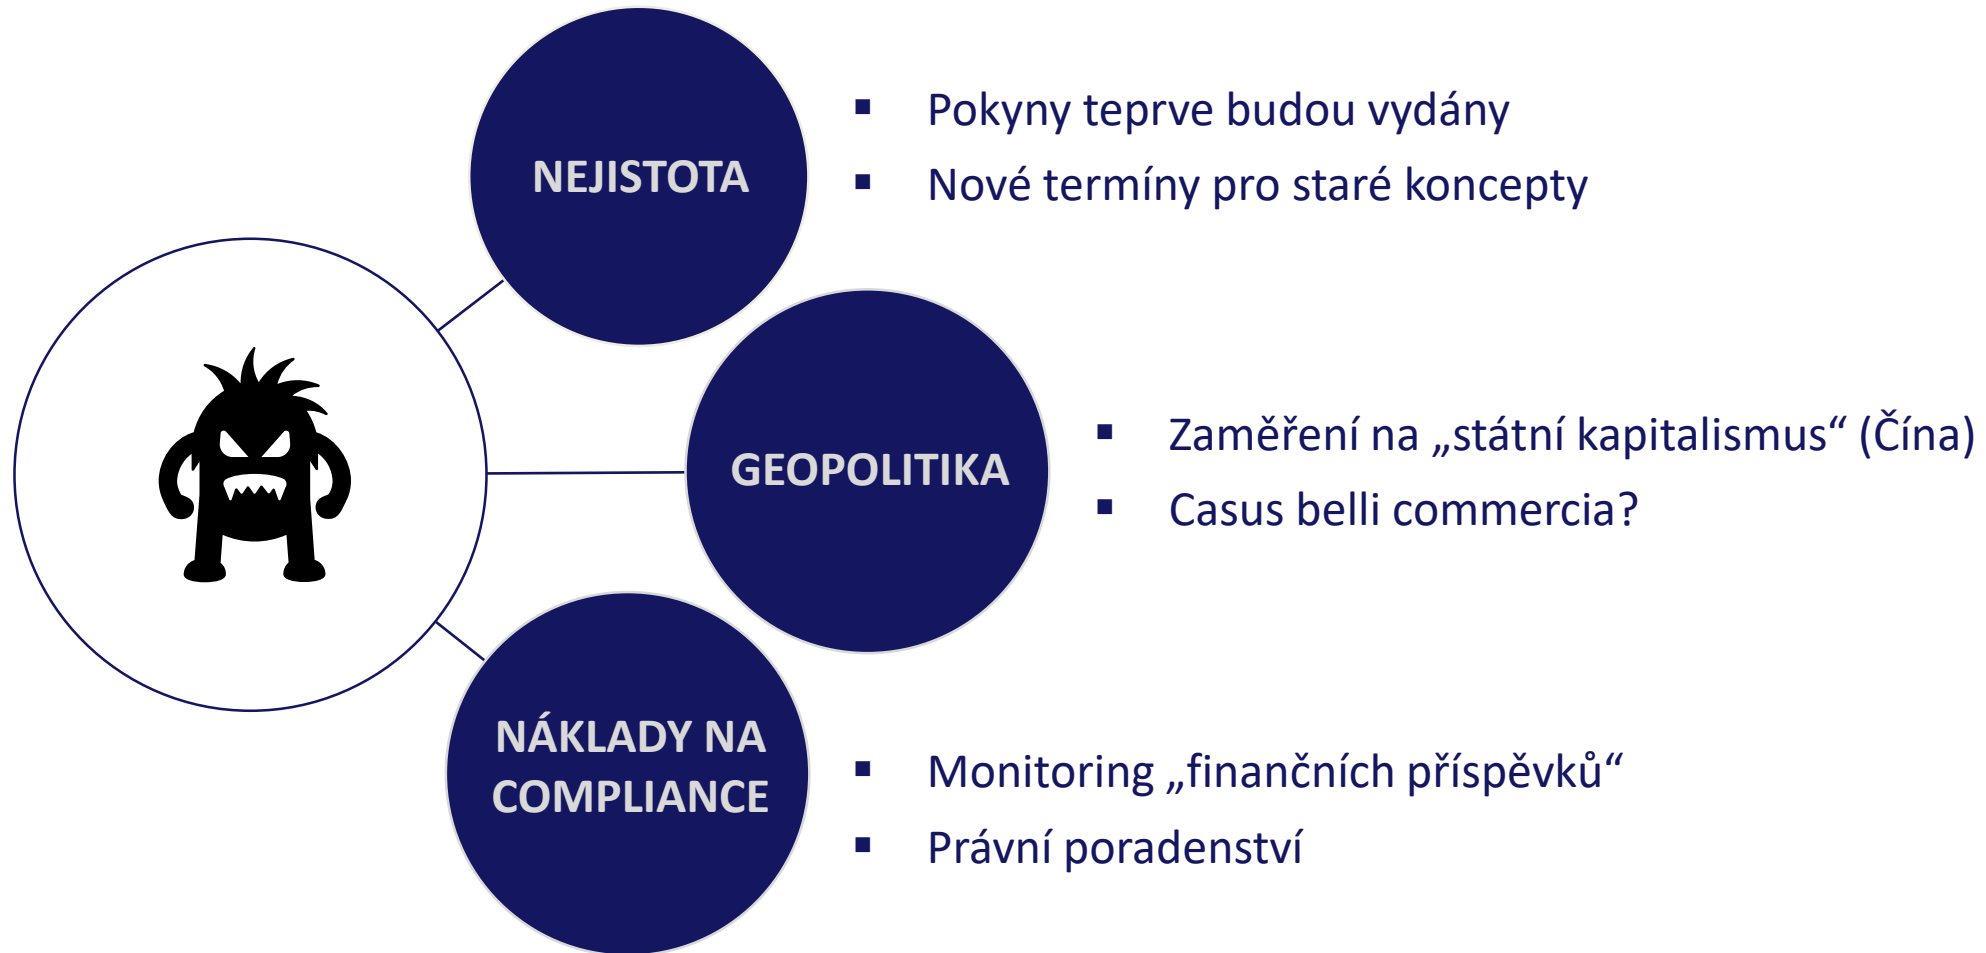 NEJISTOTA
▪ Pokyny teprve budou vydány
▪ Nové termíny pro staré koncepty
GEOPOLITIKA
▪ Zaměření na „státní kapitalismus“ (Čína)
▪ Casus belli commercia?
NÁKLADY NA
COMPLIANCE
▪ Monitoring „finančních příspěvků“
▪ Právní poradenství